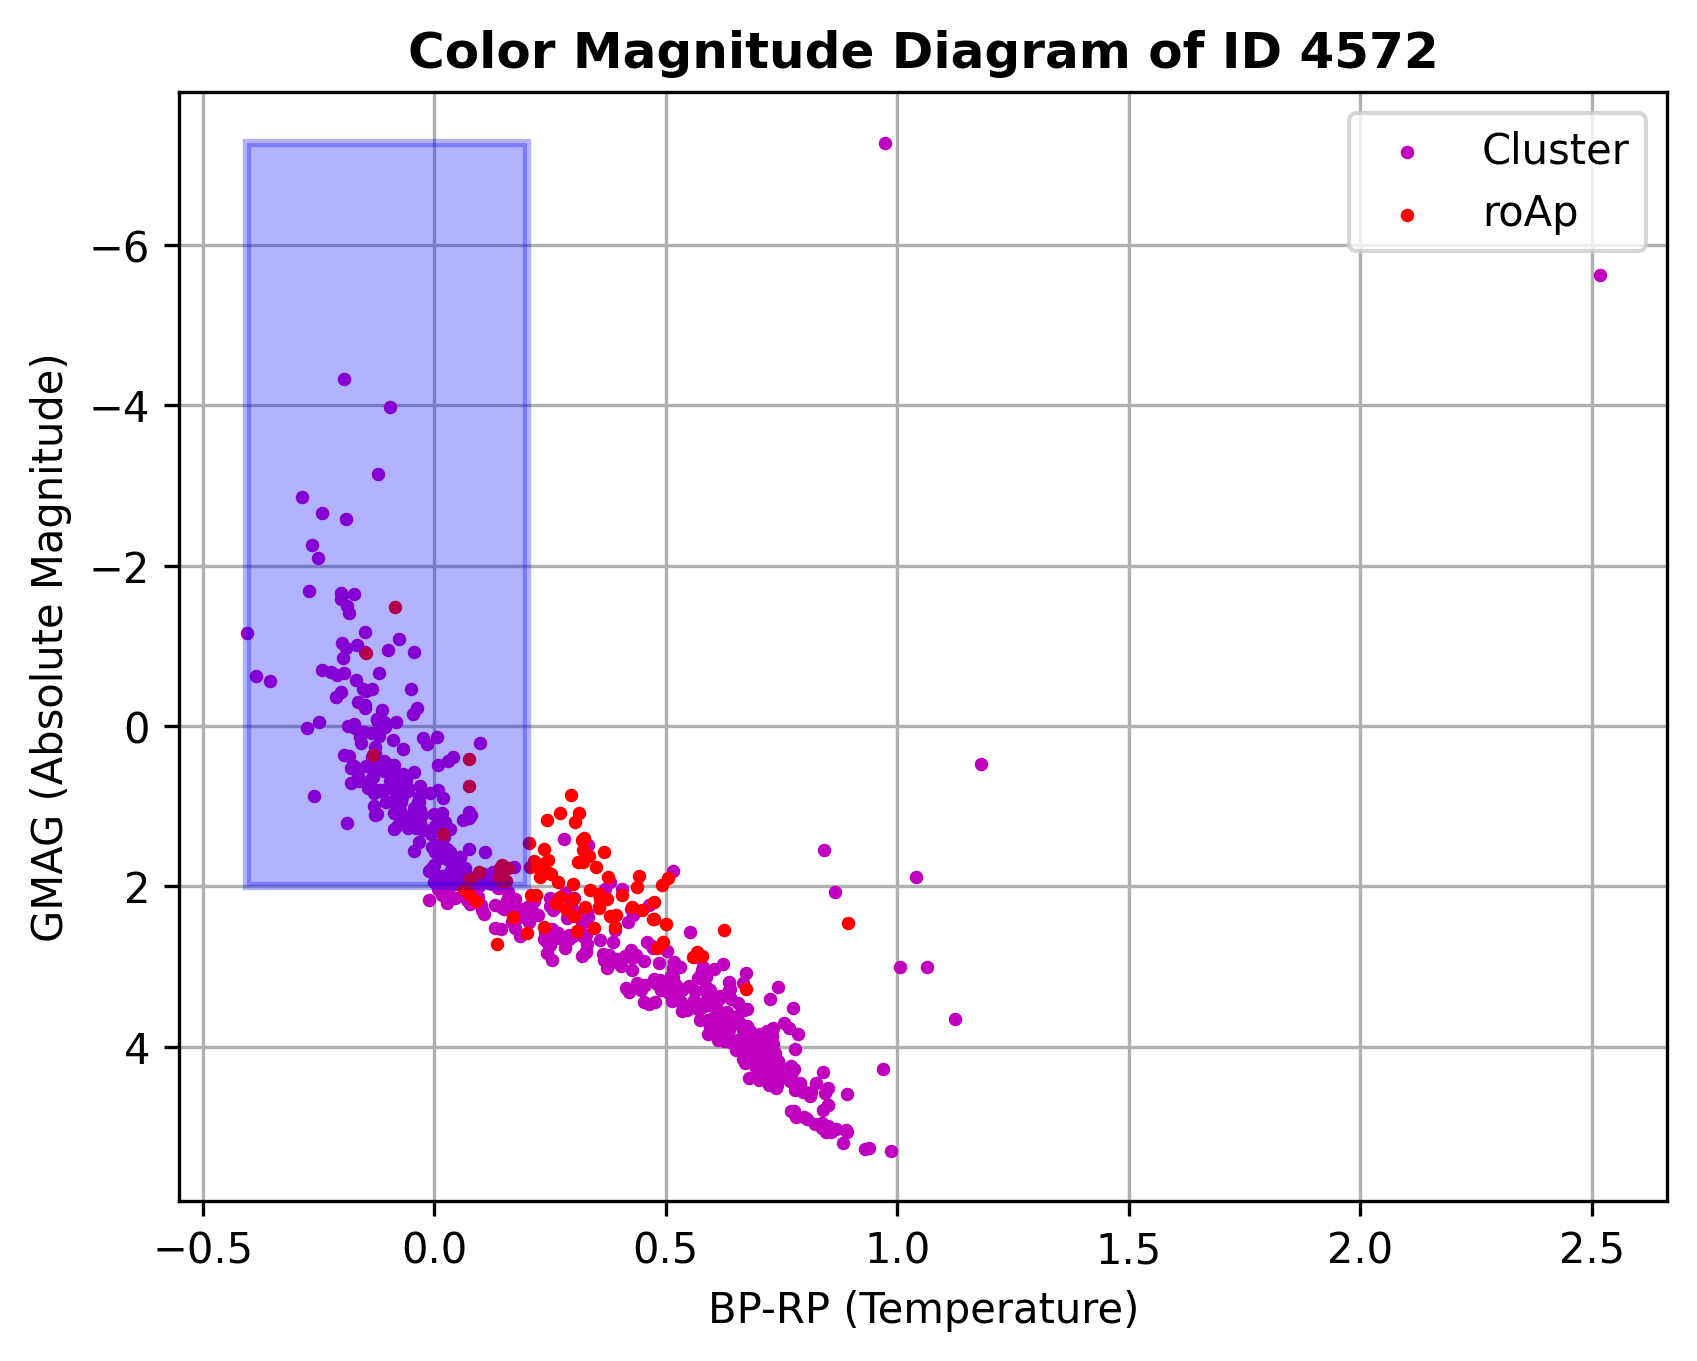 Color Magnitude Diagram of ID 4572
Cluster
roAp
GMAG (Absolute Magnitude)
−6
−4
−2
0
2
4
−0.5 0.0 0.5 1.0 1.5 2.0 2.5
BP-RP (Temperature)